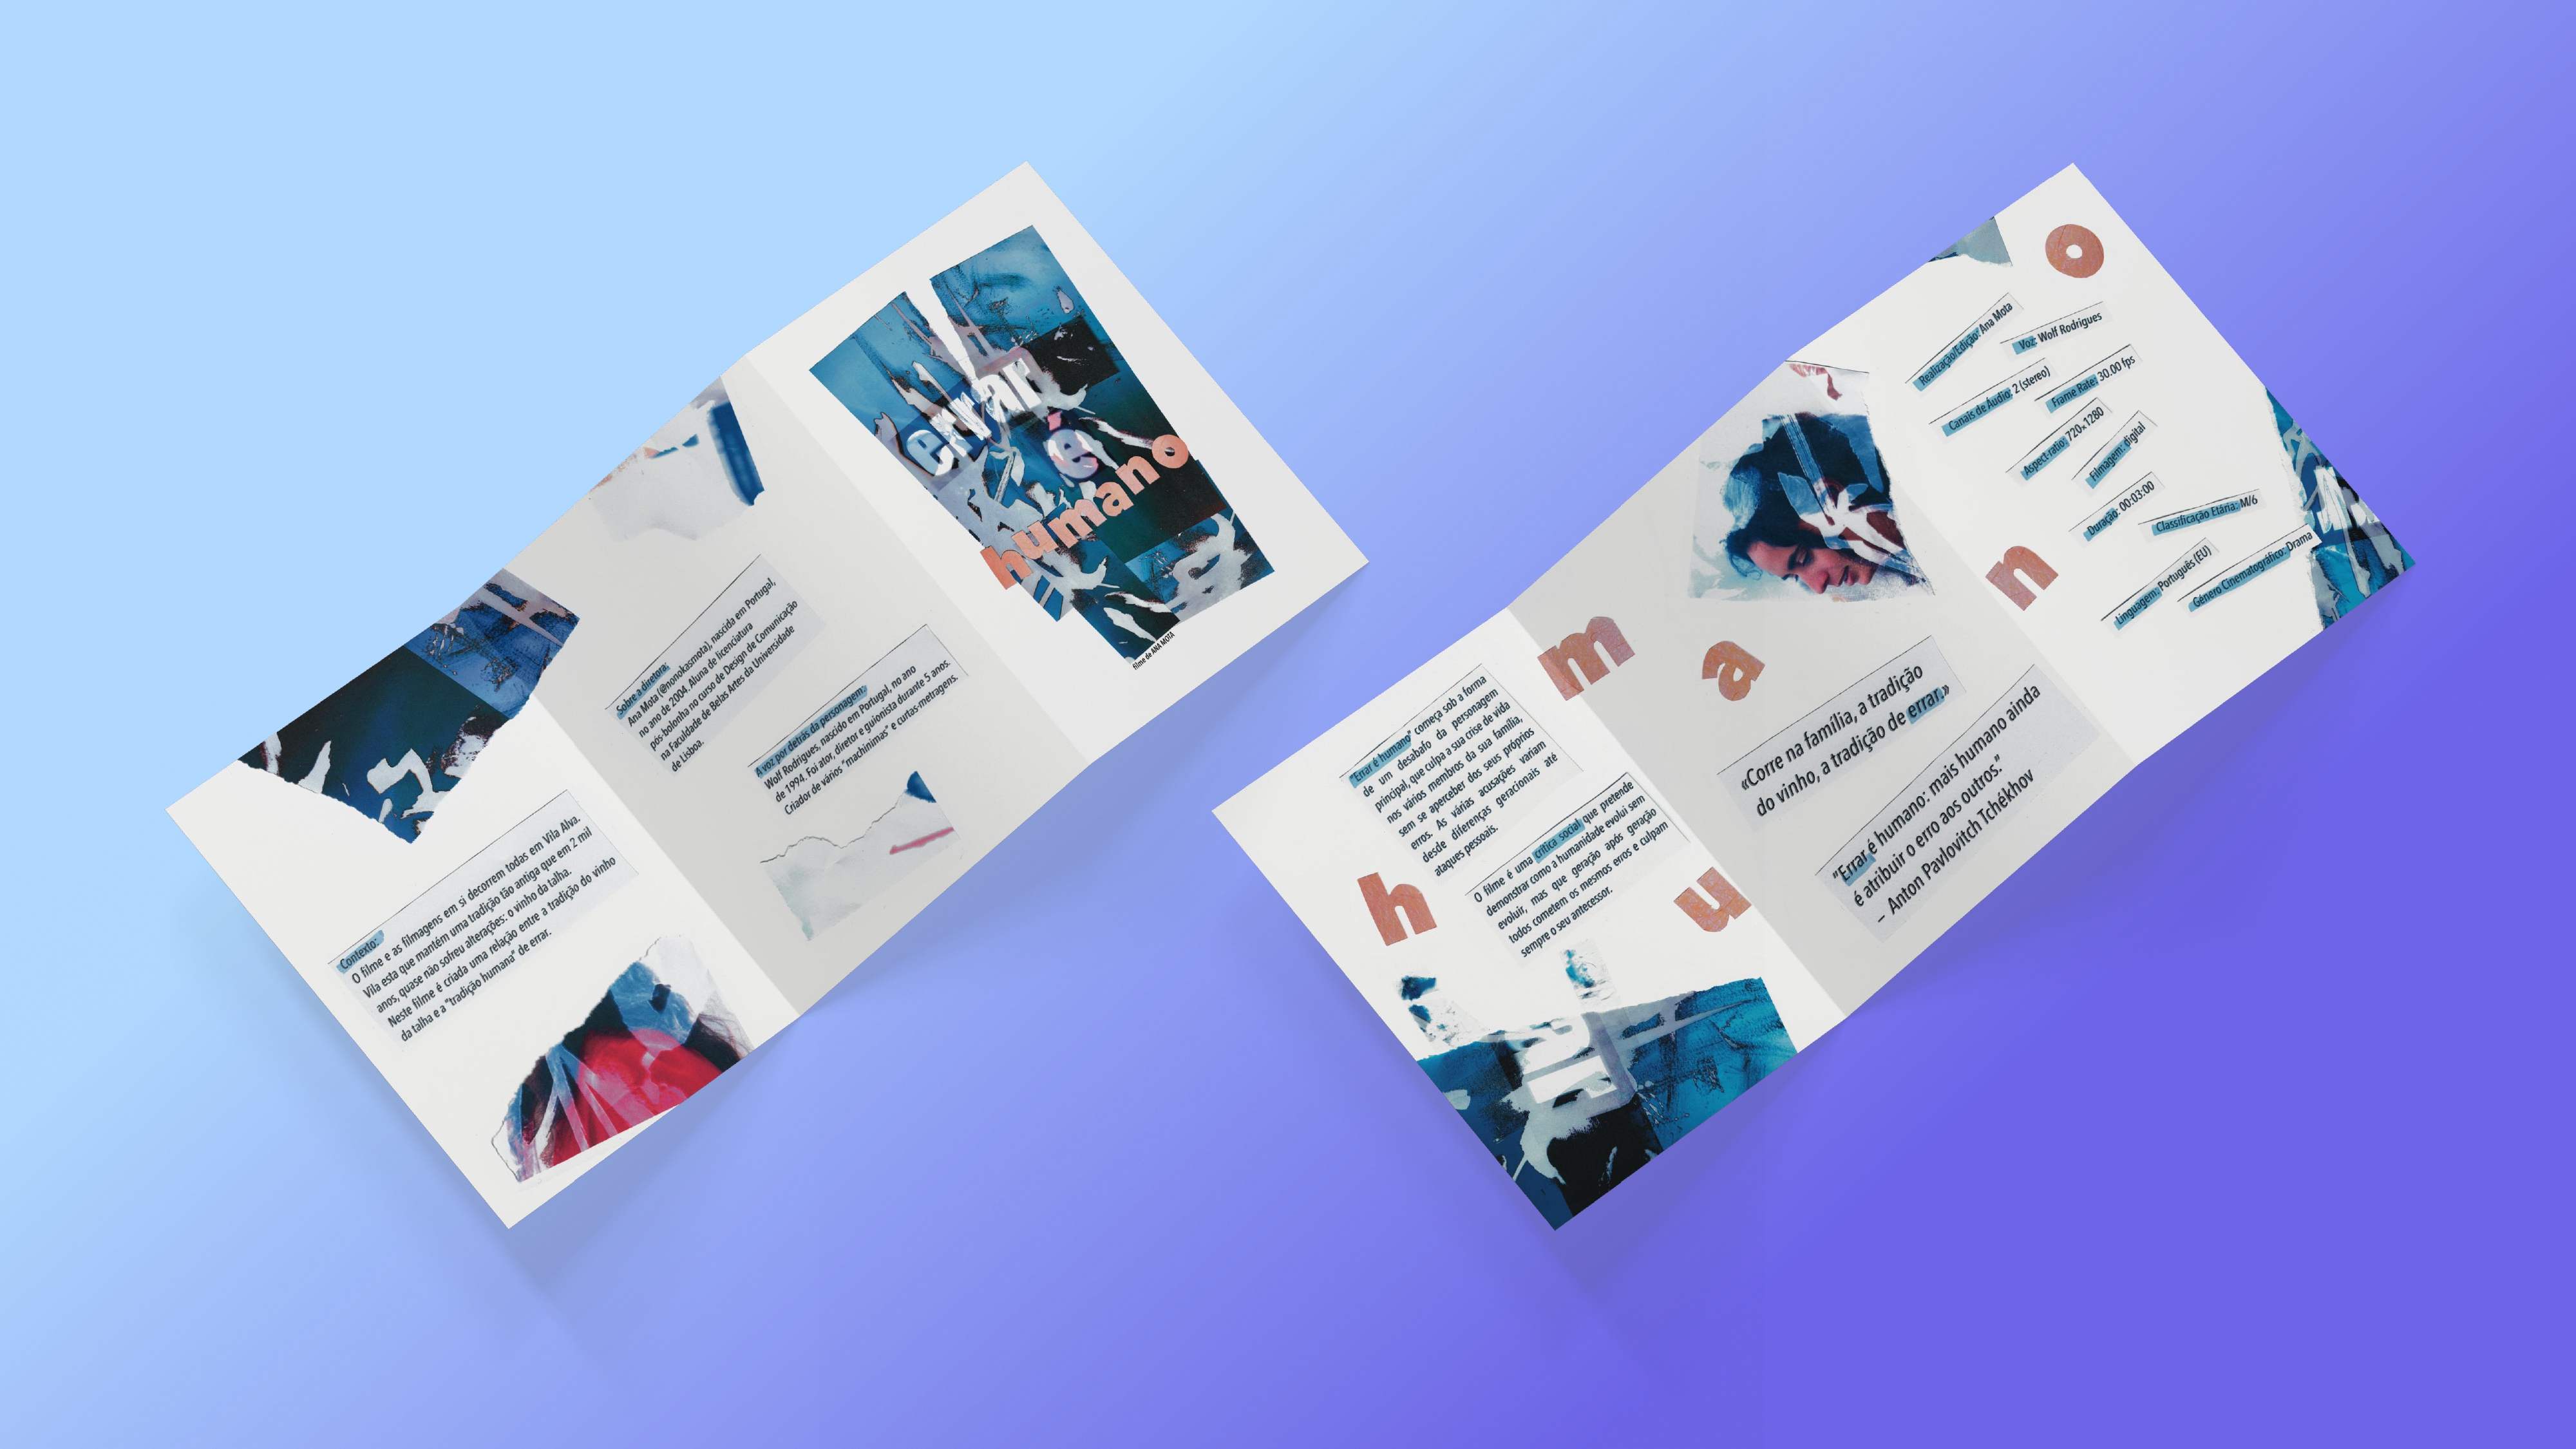 Contexto:
O filme e as filmagens em si decorrem todas em Vila Alva.
Vila esta que mantém uma tradição tão antiga que em 2 mil
anos, quase não sofreu alterações: o vinho da talha.
Neste filme é criada uma relação entre a tradição do vinho
da talha e a "tradição humana" de errar.
Sobre a diretora:
Ana Mota (@nonokasmota), nascida em Portugal,
no ano de 2004. Aluna de licenciatura
pós-bolonha no curso de Design de Comunicação
na Faculdade de Belas Artes da Universidade
de Lisboa.
A voz por detrás da personagem:
Wolf Rodrigues, nascido em Portugal, no ano
de 1994. Foi ator, diretor e guionista durante 5 anos.
Criador de vários "machinimas" e curtas-metragens.
errar
é
humano
filme de ANA MOTA
"Errar é humano" começa sob a forma
de um desabafo da personagem
principal, que culpa a sua crise de vida
nos vários membros da sua família,
sem se aperceber dos seus próprios
erros. As várias acusações variam
desde diferenças geracionais até
ataques pessoais.
O filme é uma crítica social que pretende
demonstrar como a humanidade evolui sem
evoluir, mas que geração após geração
todos cometem os mesmos erros e culpam
sempre o seu antecessor.
h
u
m
a
n
o
«Corre na família, a tradição
do vinho, a tradição de errar.»
"Errar é humano: mais humano ainda
é atribuir o erro aos outros."
– Anton Pavlovitch Tchékhov
Realização/Edição: Ana Mota
Voz: Wolf Rodrigues
Canais de Áudio: 2 (stereo)
Frame Rate: 30.00 fps
Aspect-ratio: 720x1280
Filmagem: digital
Duração: 00:03:00
Classificação Etária: M/6
Linguagem: Português (EU)
Género Cinematográfico: Drama